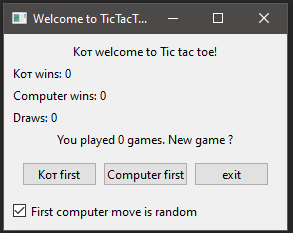 Welcome to TicTacT...
Кот welcome to Tic tac toe!
Кот wins: 0
Computer wins: 0
Draws: 0
You played 0 games. New game ?
Кот first
Computer first
exit
First computer move is random